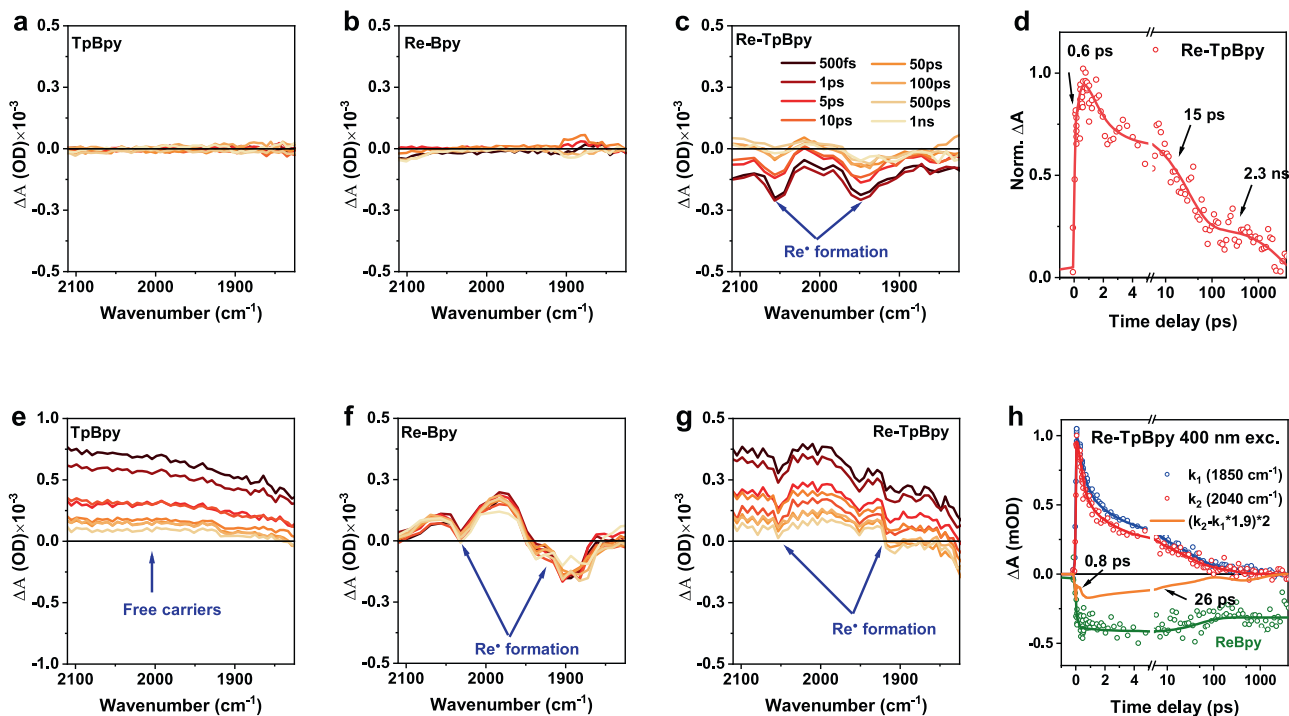 a
TpBpy
0.5
0.3
0.0
-0.3
-0.5
ΔA (OD)×10⁻³
2100
2000
1900
Wavenumber (cm⁻¹)
b
Re-Bpy
0.5
0.3
0.0
-0.3
-0.5
ΔA (OD)×10⁻³
2100
2000
1900
Wavenumber (cm⁻¹)
c
Re-TpBpy
500fs
1ps
5ps
10ps
50ps
100ps
500ps
1ns
Re• formation
0.5
0.3
0.0
-0.3
-0.5
ΔA (OD)×10⁻³
2100
2000
1900
Wavenumber (cm⁻¹)
d
Re-TpBpy
0.6 ps
15 ps
2.3 ns
0.0
0.5
1.0
Norm. ΔA
0
2
4
10
100
1000
Time delay (ps)
e
TpBpy
Free carriers
1.0
0.5
0.0
0.5
-1.0
ΔA (OD)×10⁻³
2100
2000
1900
Wavenumber (cm⁻¹)
f
Re-Bpy
Re• formation
0.5
0.3
0.0
0.3
-0.5
ΔA (OD)×10⁻³
2100
2000
1900
Wavenumber (cm⁻¹)
g
Re-TpBpy
Re• formation
0.5
0.3
0.0
0.3
-0.5
ΔA (OD)×10⁻³
2100
2000
1900
Wavenumber (cm⁻¹)
h
Re-TpBpy 400 nm exc.
k₁ (1850 cm⁻¹)
k₂ (2040 cm⁻¹)
(k₂-k₁*1.9)*2
0.8 ps
26 ps
ReBpy
1.0
0.5
0.0
-0.5
ΔA (mOD)
0
2
4
10
100
1000
Time delay (ps)